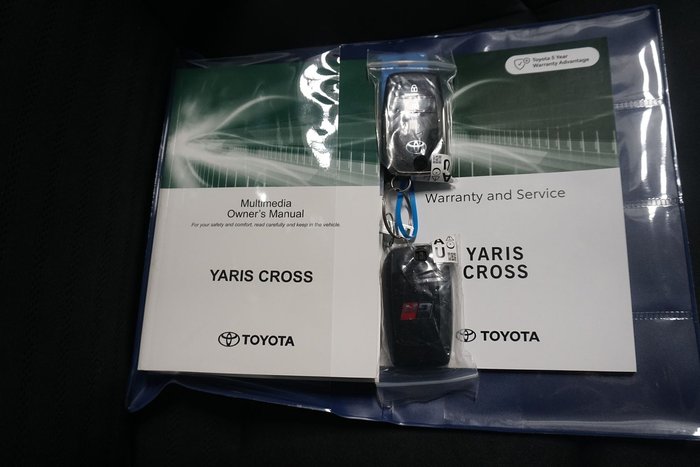 Multimedia
Owner's Manual
For your safety and comfort, read carefully and keep in the vehicle.
YARIS CROSS
TOYOTA
Toyota 5 Year
Warranty Advantage
Warranty and Service
YARIS
CROSS
TOYOTA